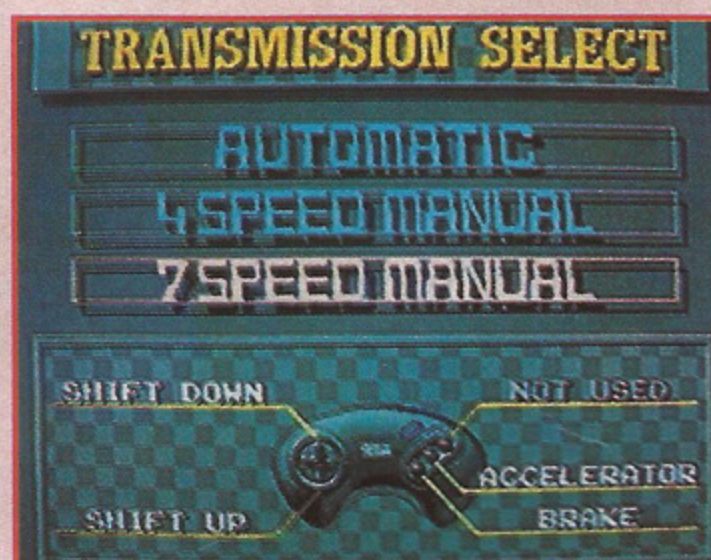 TRANSMISSION SELECT
AUTOMATIC
4 SPEED MANUAL
7 SPEED MANUAL
SHIFT DOWN
NOT USED
ACCELERATOR
SHIFT UP
BRAKE